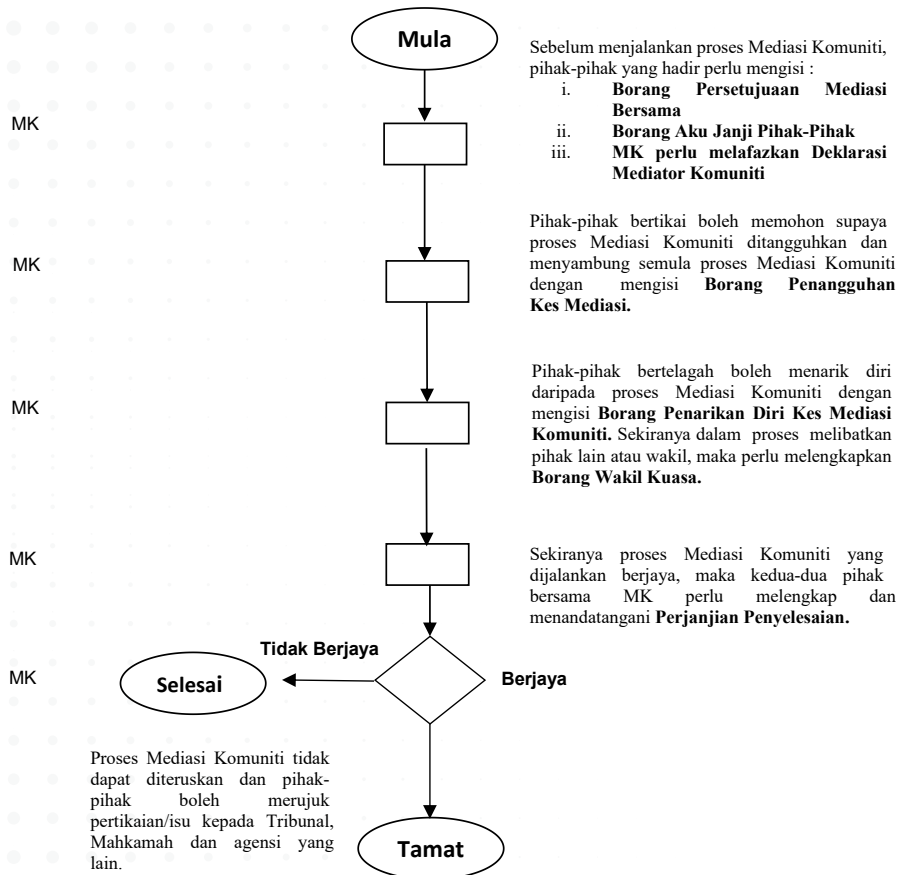 Mula
MK
Sebelum menjalankan proses Mediasi Komuniti,
pihak-pihak yang hadir perlu mengisi :
i. Borang Persetujuaan Mediasi
Bersama
ii. Borang Aku Janji Pihak-Pihak
iii. MK perlu melafazkan Deklarasi
Mediator Komuniti
MK
Pihak-pihak bertikai boleh memohon supaya
proses Mediasi Komuniti ditangguhkan dan
menyambung semula proses Mediasi Komuniti
dengan mengisi Borang Penangguhan
Kes Mediasi.
MK
Pihak-pihak bertelagah boleh menarik diri
daripada proses Mediasi Komuniti dengan
mengisi Borang Penarikan Diri Kes Mediasi
Komuniti. Sekiranya dalam proses melibatkan
pihak lain atau wakil, maka perlu melengkapkan
Borang Wakil Kuasa.
MK
Sekiranya proses Mediasi Komuniti yang
dijalankan berjaya, maka kedua-dua pihak
bersama MK perlu melengkap dan
menandatangani Perjanjian Penyelesaian.
MK
Tidak Berjaya
Selesai
Berjaya
Proses Mediasi Komuniti tidak
dapat diteruskan dan pihak-
pihak boleh merujuk
pertikaian/isu kepada Tribunal,
Mahkamah dan agensi yang
lain.
Tamat